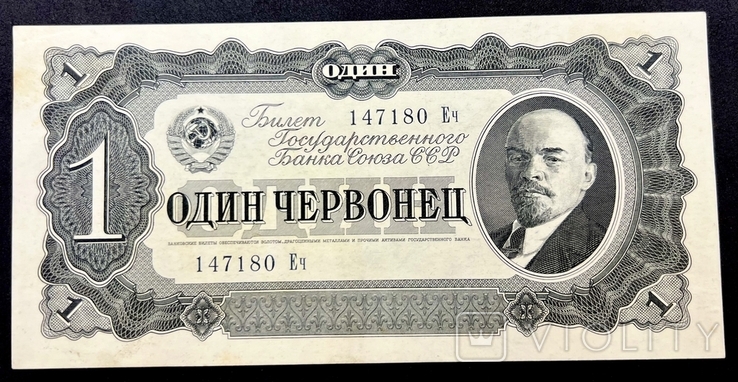 ОДИН
1
1
Билет 147180 Еч
Государственного
Банка Союза ССР
1
ОДИН
ОДИН ЧЕРВОНЕЦ
БАНКОВСКИЕ БИЛЕТЫ ОБЕСПЕЧИВАЮТСЯ ЗОЛОТОМ, ДРАГОЦЕННЫМИ МЕТАЛЛАМИ И ПРОЧИМИ АКТИВАМИ ГОСУДАРСТВЕННОГО БАНКА
147180 Еч
1
1
VIOLITY